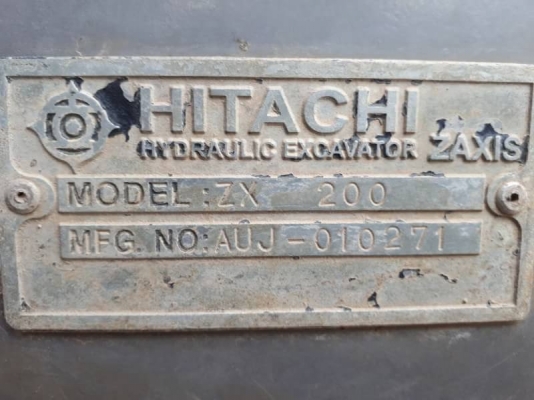 HITACHI
HYDRAULIC EXCAVATOR ZAXIS
MODEL: ZX 200
MFG. NO: AUJ-010271